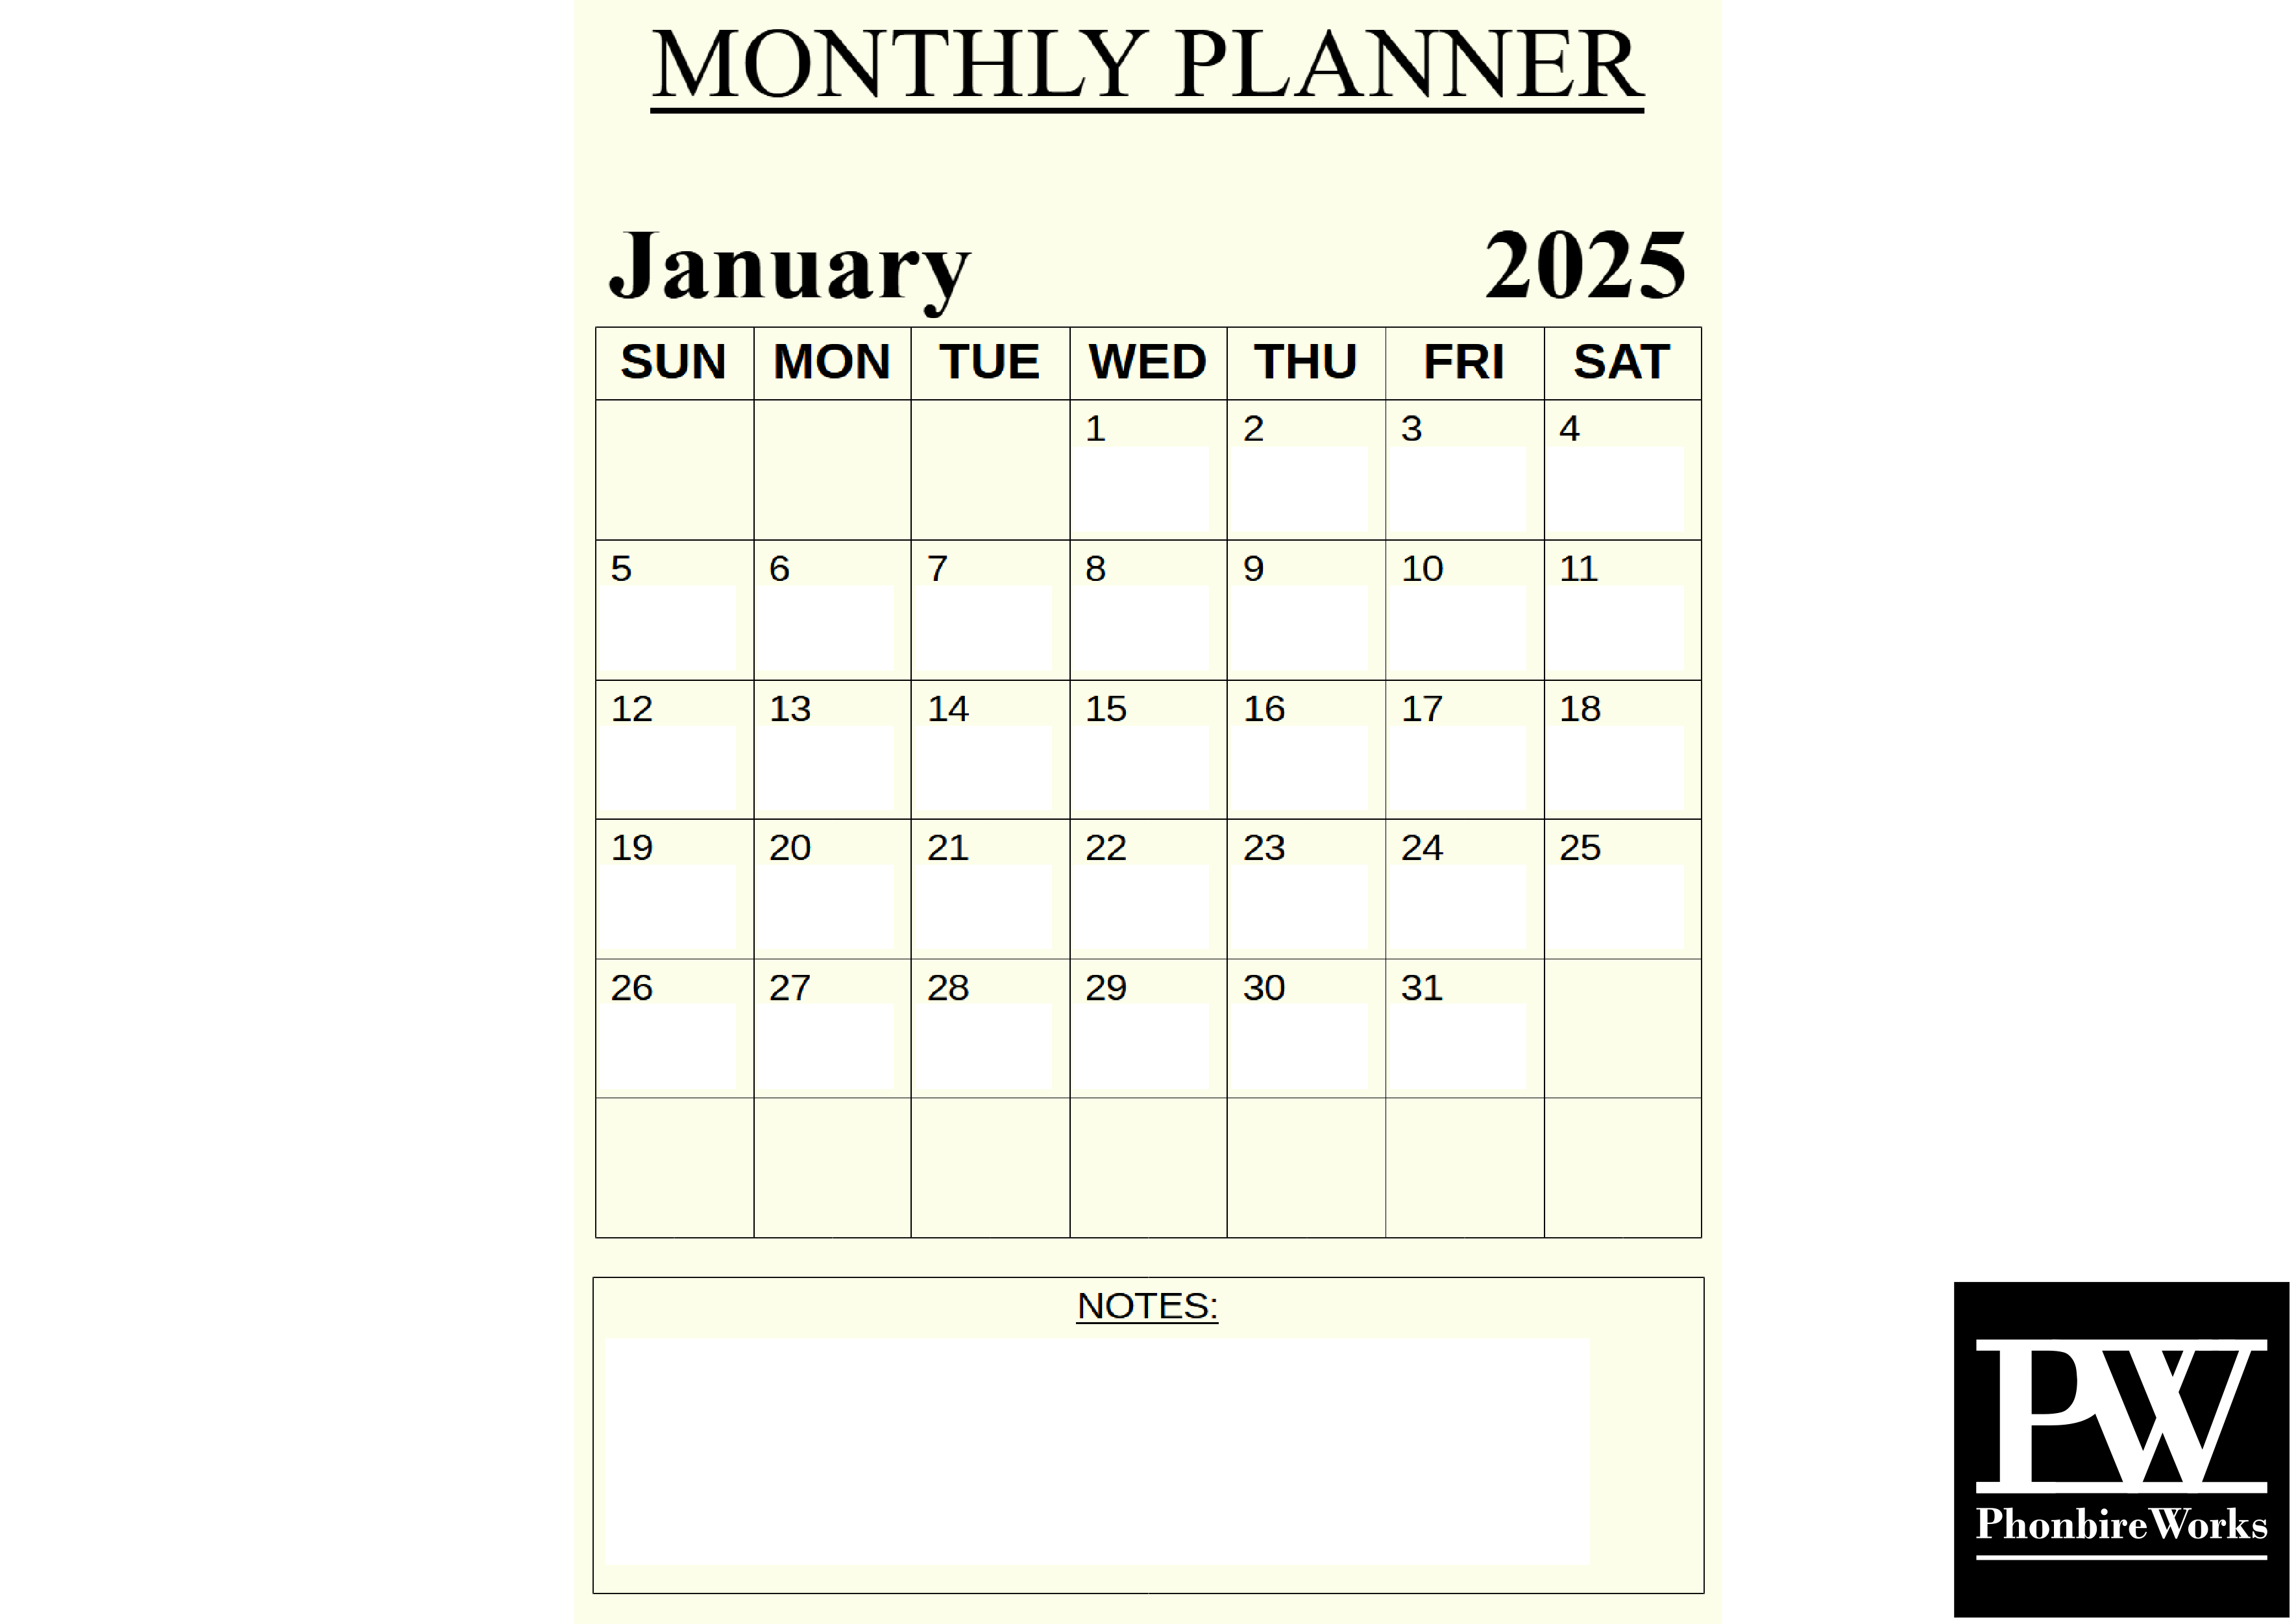 MONTHLY PLANNER
January 2025
SUN MON TUE WED THU FRI SAT
1 2 3 4
5 6 7 8 9 10 11
12 13 14 15 16 17 18
19 20 21 22 23 24 25
26 27 28 29 30 31
NOTES:
PW
PhonbireWorks